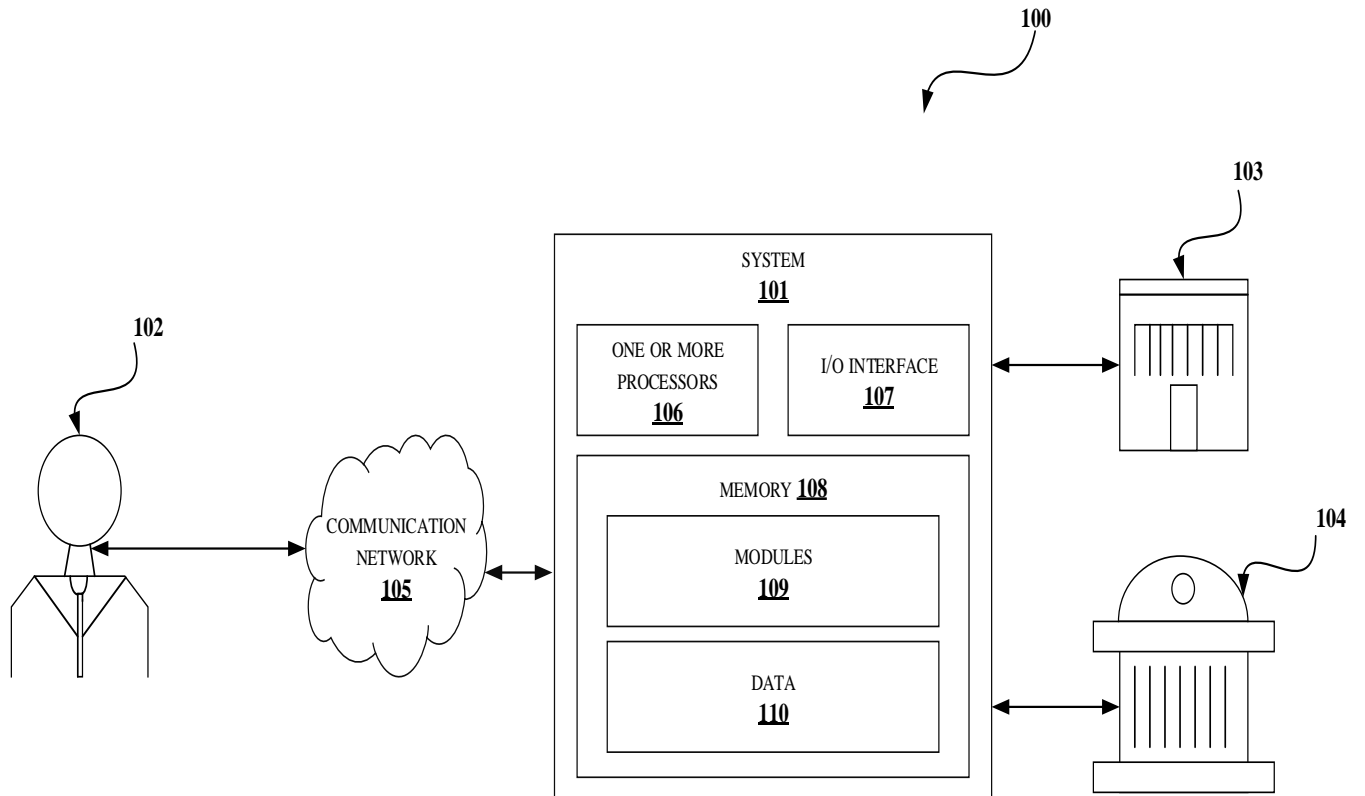 100
103
SYSTEM
101
102
ONE OR MORE
PROCESSORS
106
I/O INTERFACE
107
MEMORY 108
104
COMMUNICATION
NETWORK
105
MODULES
109
DATA
110